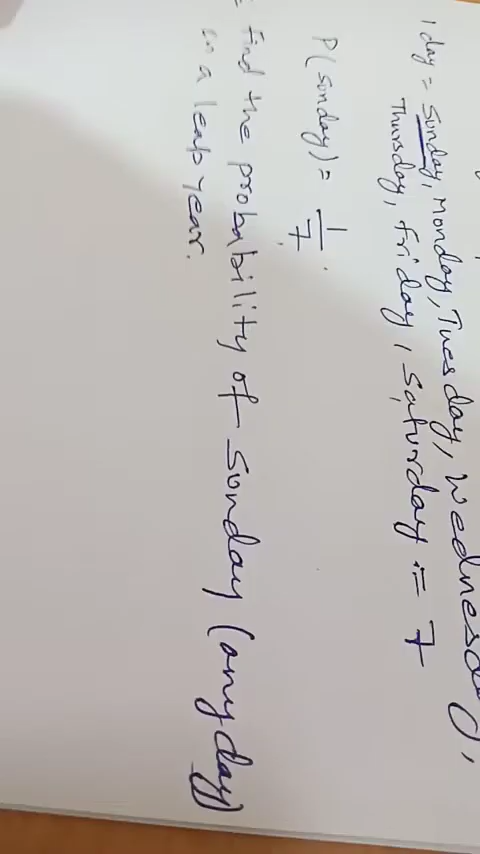 1 day = Sunday, Monday, Tuesday, Wednesday,
Thursday, Friday, Saturday = 7
P(Sunday) = 1/7.
= find the probability of Sunday (any day)
in a leap year.